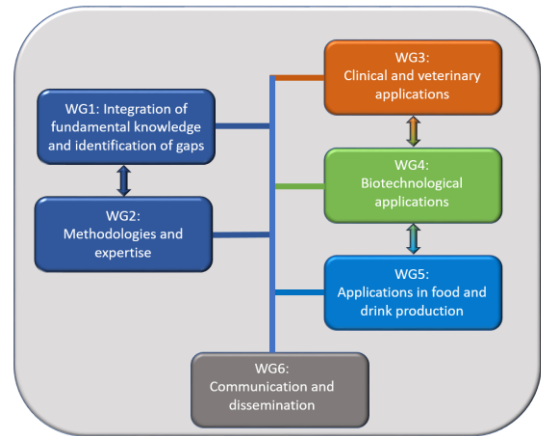 WG1: Integration of
fundamental knowledge
and identification of gaps
WG2:
Methodologies and
expertise
WG3:
Clinical and veterinary
applications
WG4:
Biotechnological
applications
WG5:
Applications in food and
drink production
WG6:
Communication and
dissemination